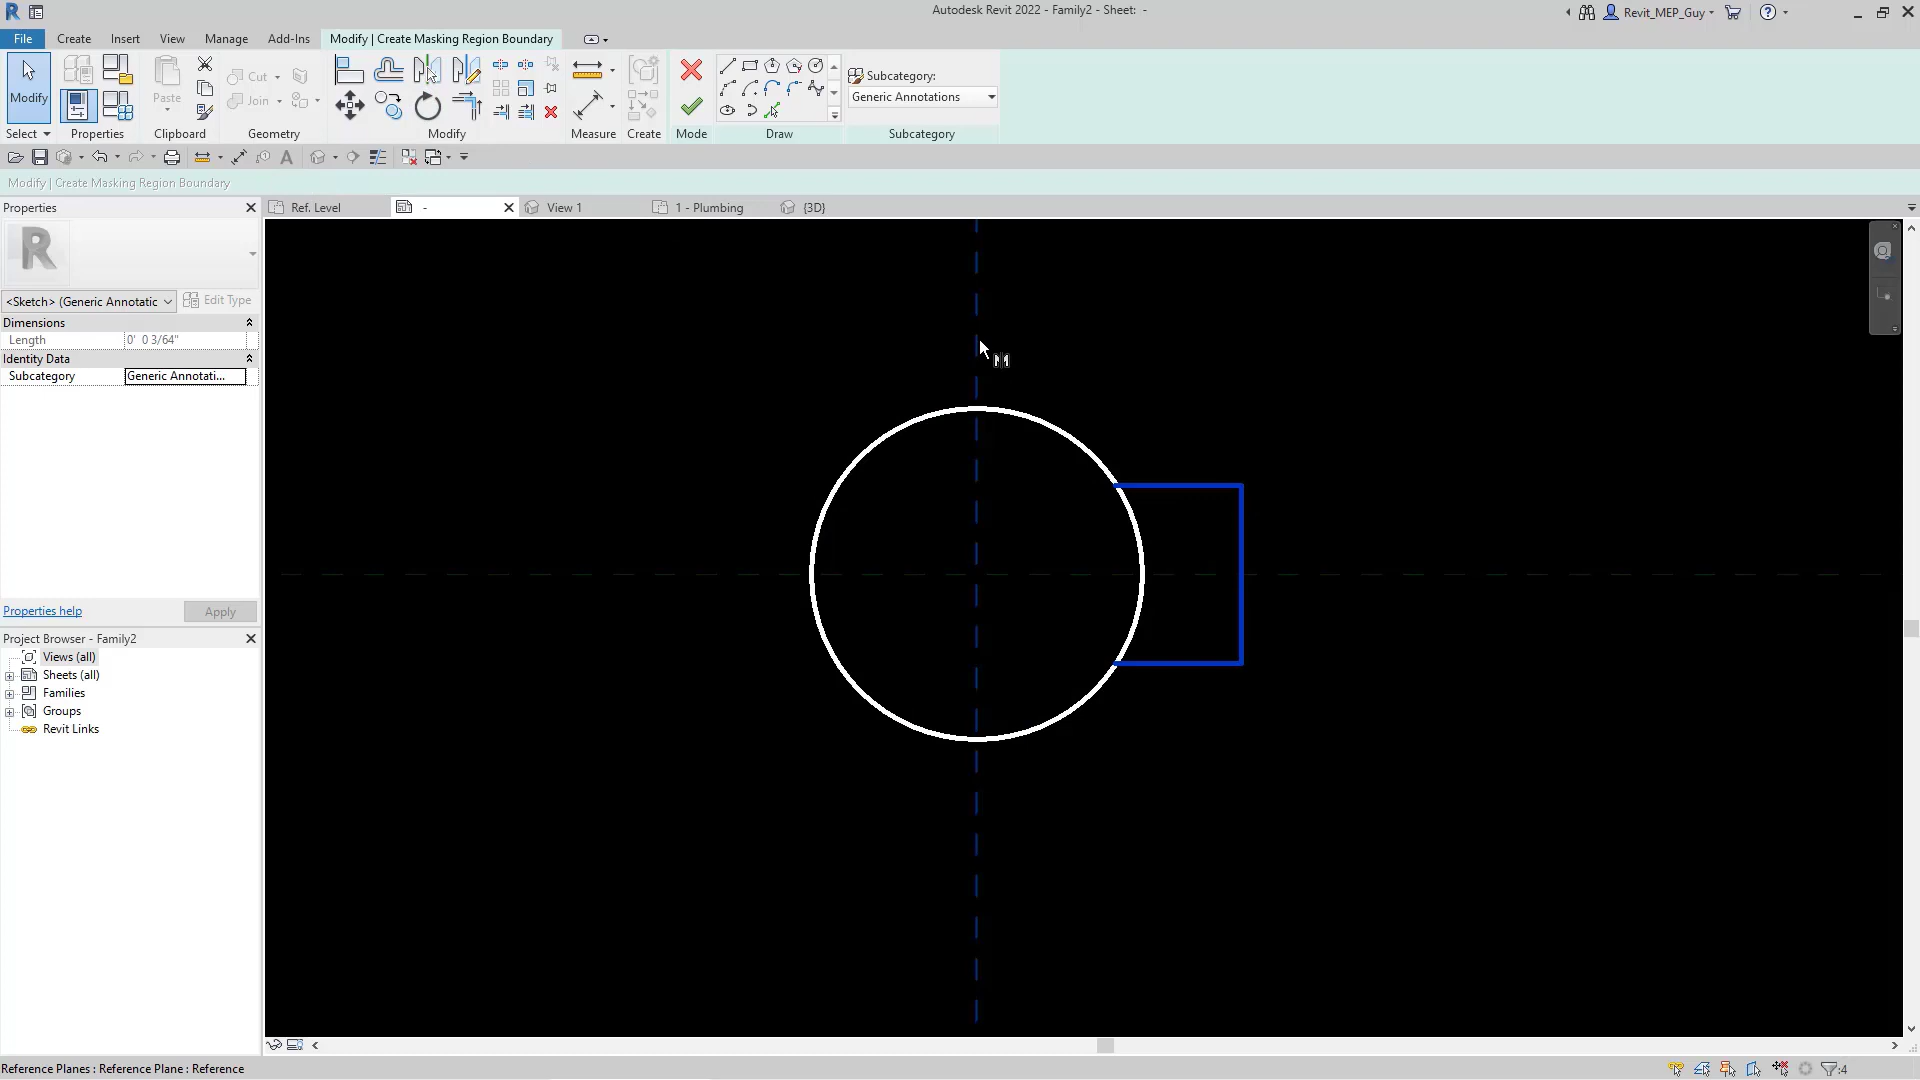 Autodesk Revit 2022 - Family2 - Sheet: -
Revit_MEP_Guy
File
Create
Insert
View
Manage
Add-Ins
Modify | Create Masking Region Boundary
Modify
Paste
Cut
Join
Subcategory:
Generic Annotations
Select
Properties
Clipboard
Geometry
Modify
Measure
Create
Mode
Draw
Subcategory
Modify | Create Masking Region Boundary
Properties
Ref. Level
-
View 1
1 - Plumbing
{3D}
<Sketch> (Generic Annotatic
Edit Type
Dimensions
Length
0' 0 3/64"
Identity Data
Subcategory
Generic Annotati...
Properties help
Apply
Project Browser - Family2
Views (all)
Sheets (all)
Families
Groups
Revit Links
Reference Planes : Reference Plane : Reference
:4